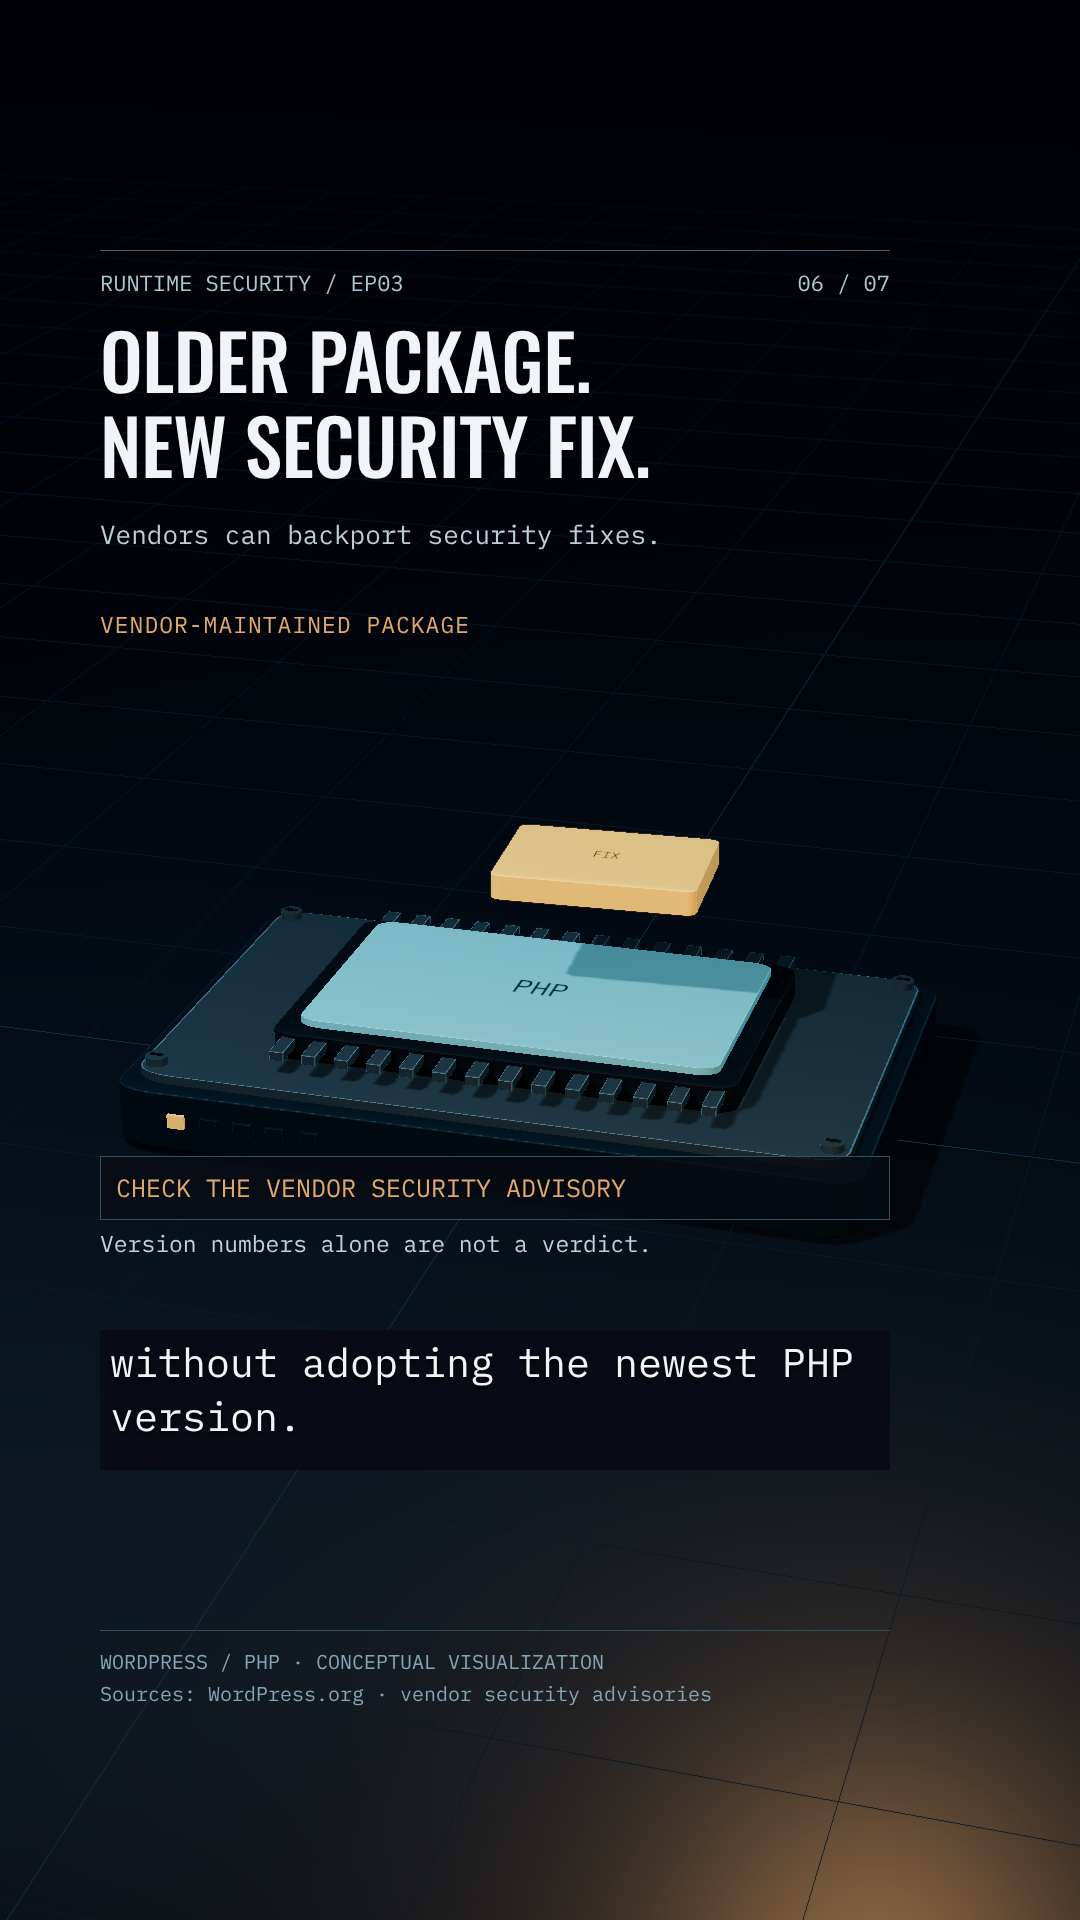 RUNTIME SECURITY / EP03
06 / 07
OLDER PACKAGE.
NEW SECURITY FIX.
Vendors can backport security fixes.
VENDOR-MAINTAINED PACKAGE
FIX
PHP
CHECK THE VENDOR SECURITY ADVISORY
Version numbers alone are not a verdict.
without adopting the newest PHP
version.
WORDPRESS / PHP · CONCEPTUAL VISUALIZATION
Sources: WordPress.org · vendor security advisories